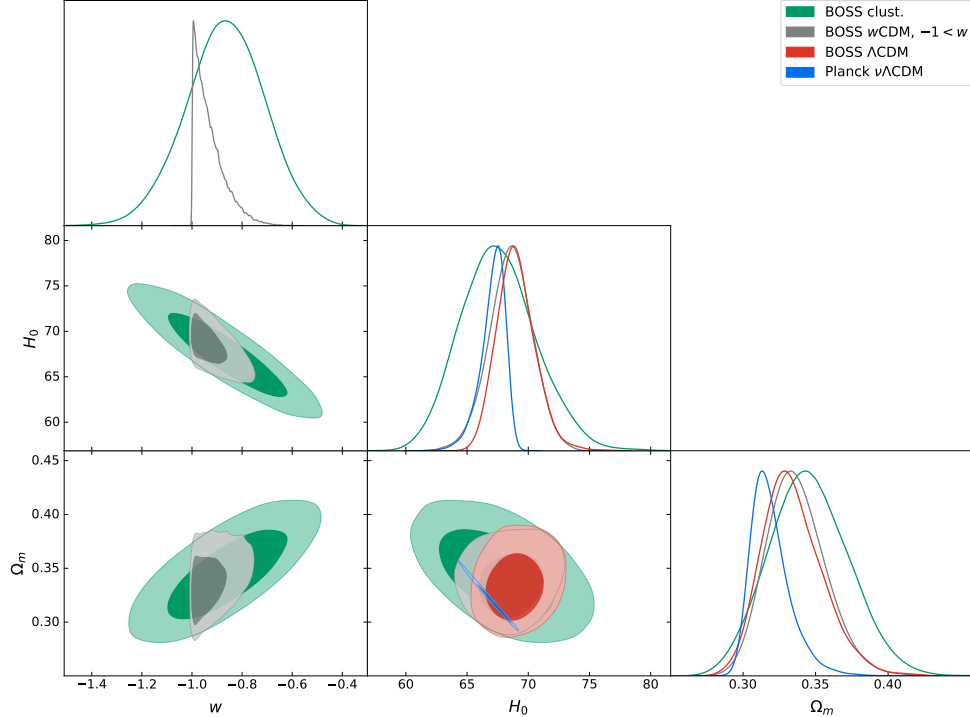 BOSS clust.
BOSS wCDM, −1 < w
BOSS ΛCDM
Planck νΛCDM
80
75
70
65
60
H₀
0.45
0.40
0.35
0.30
Ωₘ
−1.4 −1.2 −1.0 −0.8 −0.6 −0.4
w
60 65 70 75 80
H₀
0.30 0.35 0.40
Ωₘ